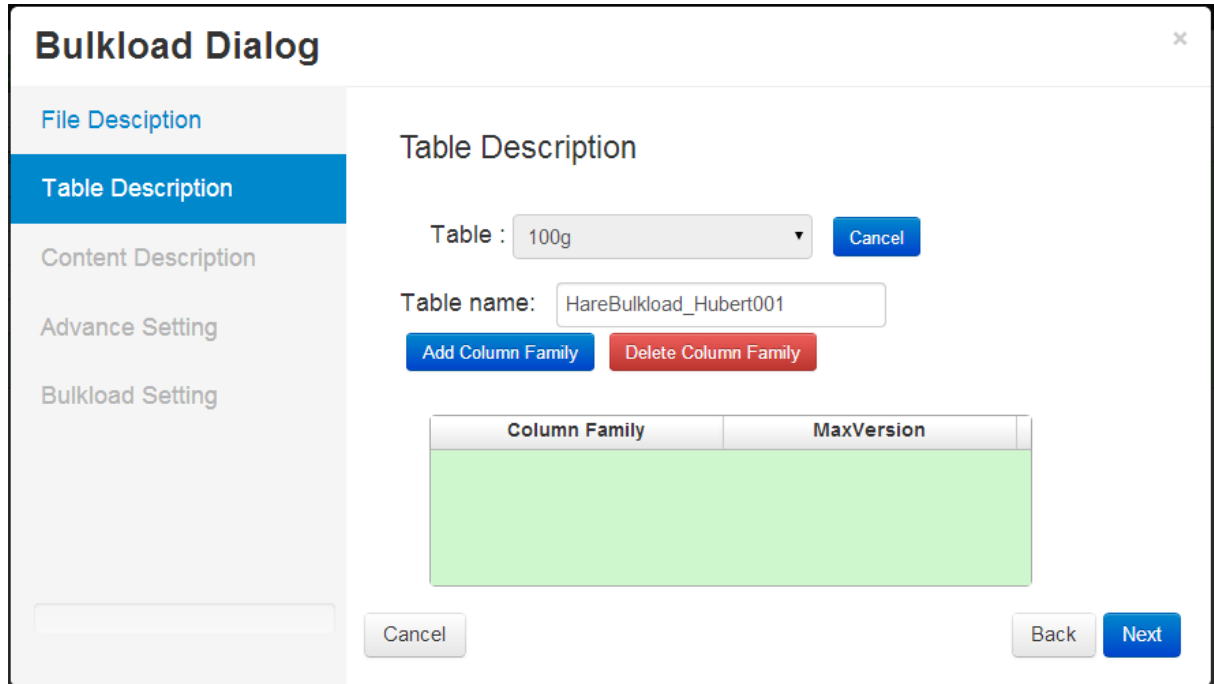 Bulkload Dialog
×
File Desciption
Table Description
Content Description
Advance Setting
Bulkload Setting
Table Description
Table : 100g Cancel
Table name: HareBulkload_Hubert001
Add Column Family Delete Column Family
Column Family MaxVersion
Cancel Back Next